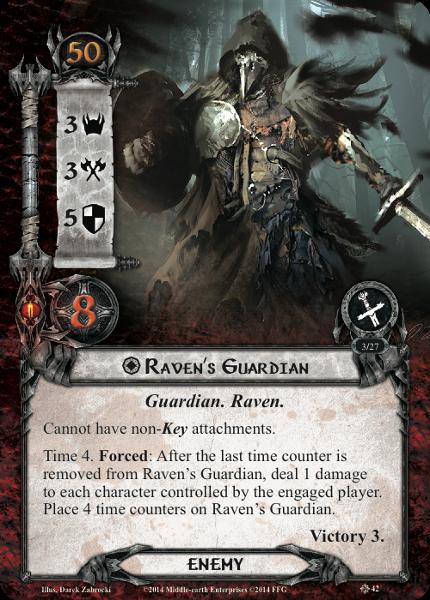 50
3
3
5
8
3/27
Raven's Guardian
Guardian. Raven.
Cannot have non-Key attachments.
Time 4. Forced: After the last time counter is
removed from Raven's Guardian, deal 1 damage
to each character controlled by the engaged player.
Place 4 time counters on Raven's Guardian.
Victory 3.
ENEMY
Illus. Darek Zabrocki ©2014 Middle-earth Enterprises ©2014 FFG 42